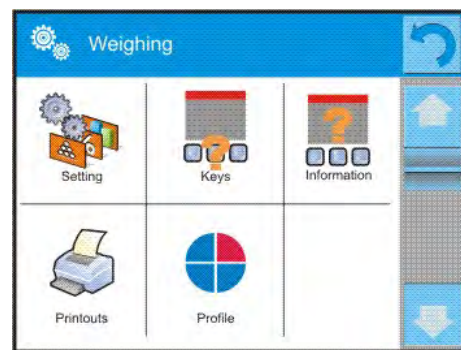 Weighing
Setting
Keys
Information
Printouts
Profile